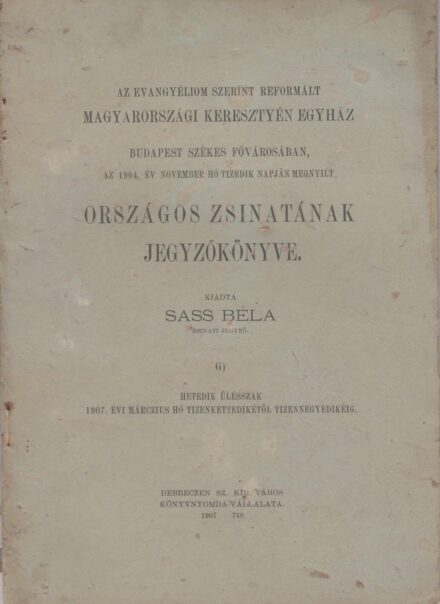 AZ EVANGYÉLIOM SZERINT REFORMÁLT
MAGYARORSZÁGI KERESZTYÉN EGYHÁZ
BUDAPEST SZÉKES FŐVÁROSÁBAN,
AZ 1904. ÉV NOVEMBER HÓ TIZEDIK NAPJÁN MEGNYILT
ORSZÁGOS ZSINATÁNAK
JEGYZŐKÖNYVE.
KIADTA
SASS BÉLA
ZSINATI JEGYZŐ.
G)
HETEDIK ÜLÉSSZAK
1907. ÉVI MÁRCZIUS HÓ TIZENKETTEDIKÉTŐL TIZENNEGYEDIKÉIG.
DEBRECZEN SZ. KIR. VÁROS
KÖNYVNYOMDA-VÁLLALATA.
1907 748.